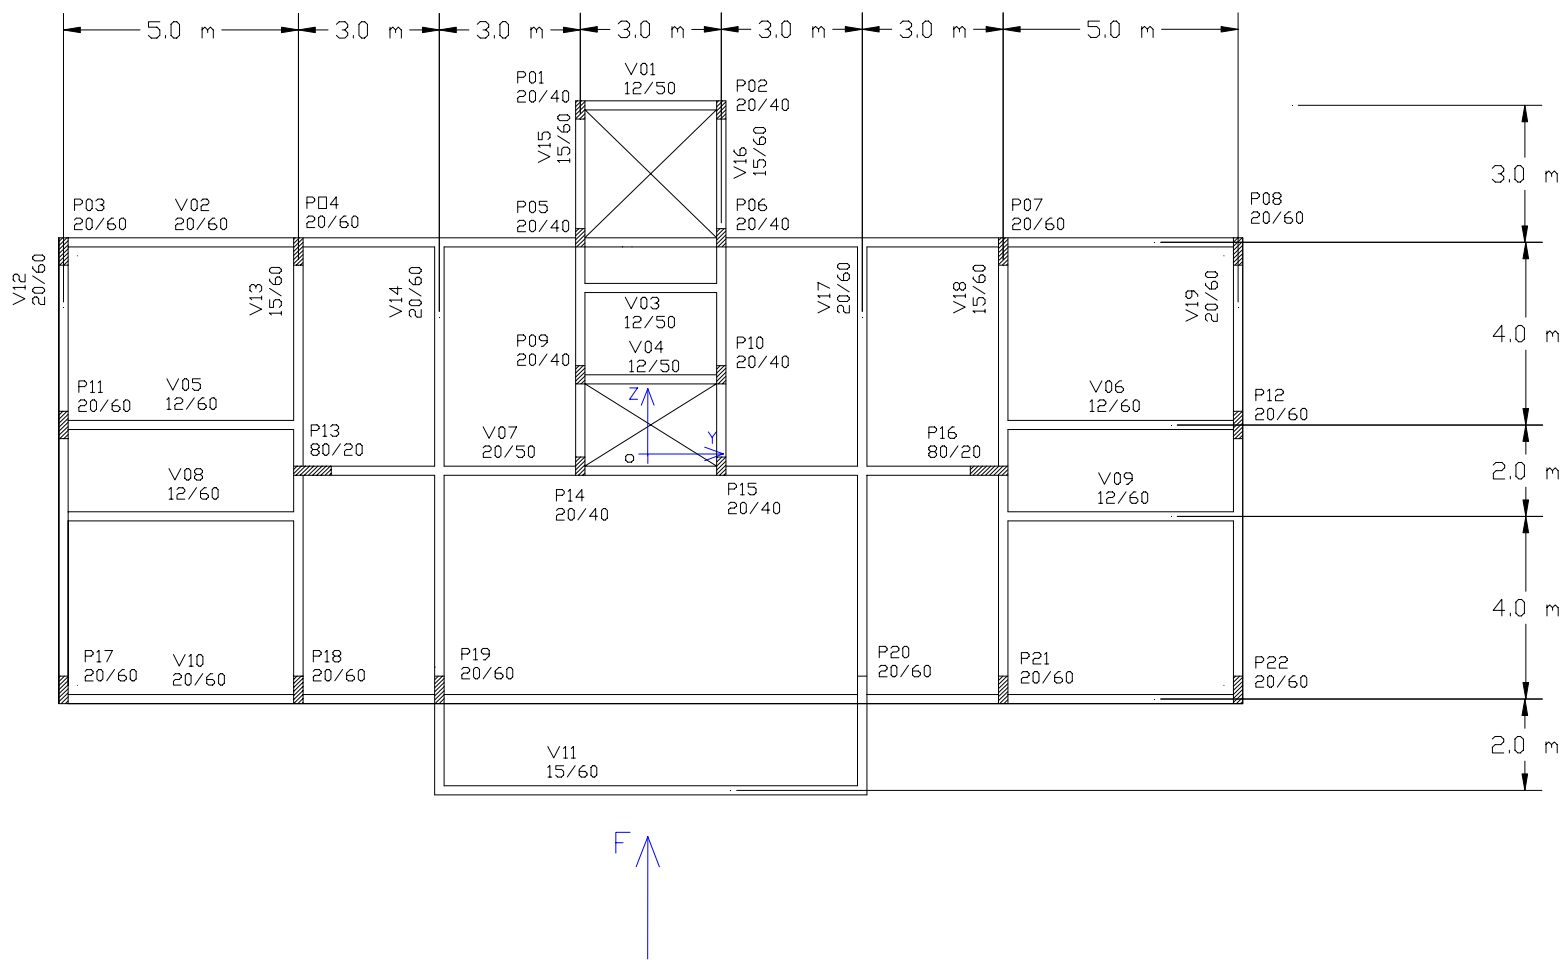 5.0 m
3.0 m
3.0 m
3.0 m
3.0 m
3.0 m
5.0 m
P01
20/40
V01
12/50
P02
20/40
V15
15/60
V16
15/60
3.0 m
P03
20/60
V02
20/60
P04
20/60
P05
20/40
P06
20/40
P07
20/60
P08
20/60
V12
20/60
V13
15/60
V14
20/60
V17
20/60
V18
15/60
V19
20/60
V03
12/50
4.0 m
P09
20/40
V04
12/50
P10
20/40
P11
20/60
V05
12/60
Z
V06
12/60
P12
20/60
P13
80/20
V07
20/50
Y
O
P16
80/20
V08
12/60
V09
12/60
2.0 m
P14
20/40
P15
20/40
4.0 m
P17
20/60
V10
20/60
P18
20/60
P19
20/60
P20
20/60
P21
20/60
P22
20/60
V11
15/60
2.0 m
F